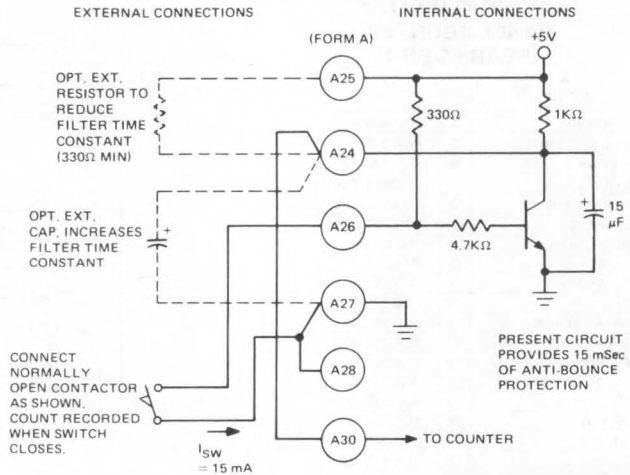 EXTERNAL CONNECTIONS
INTERNAL CONNECTIONS
(FORM A)
+5V
A25
OPT. EXT.
RESISTOR TO
REDUCE
FILTER TIME
CONSTANT
(330Ω MIN)
330Ω
1KΩ
A24
OPT. EXT.
CAP. INCREASES
FILTER TIME
CONSTANT
+
A26
4.7KΩ
+
15
μF
A27
A28
PRESENT CIRCUIT
PROVIDES 15 mSec
OF ANTI-BOUNCE
PROTECTION
CONNECT
NORMALLY
OPEN CONTACTOR
AS SHOWN.
COUNT RECORDED
WHEN SWITCH
CLOSES.
ISW
= 15 mA
A30
TO COUNTER